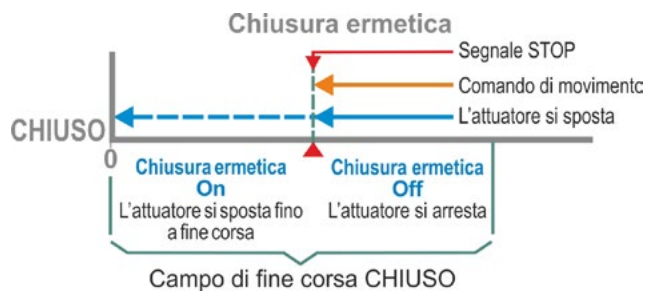 Chiusura ermetica
Segnale STOP
Comando di movimento
L'attuatore si sposta
CHIUSO
0
Chiusura ermetica
On
L'attuatore si sposta fino
a fine corsa
Chiusura ermetica
Off
L'attuatore si arresta
Campo di fine corsa CHIUSO